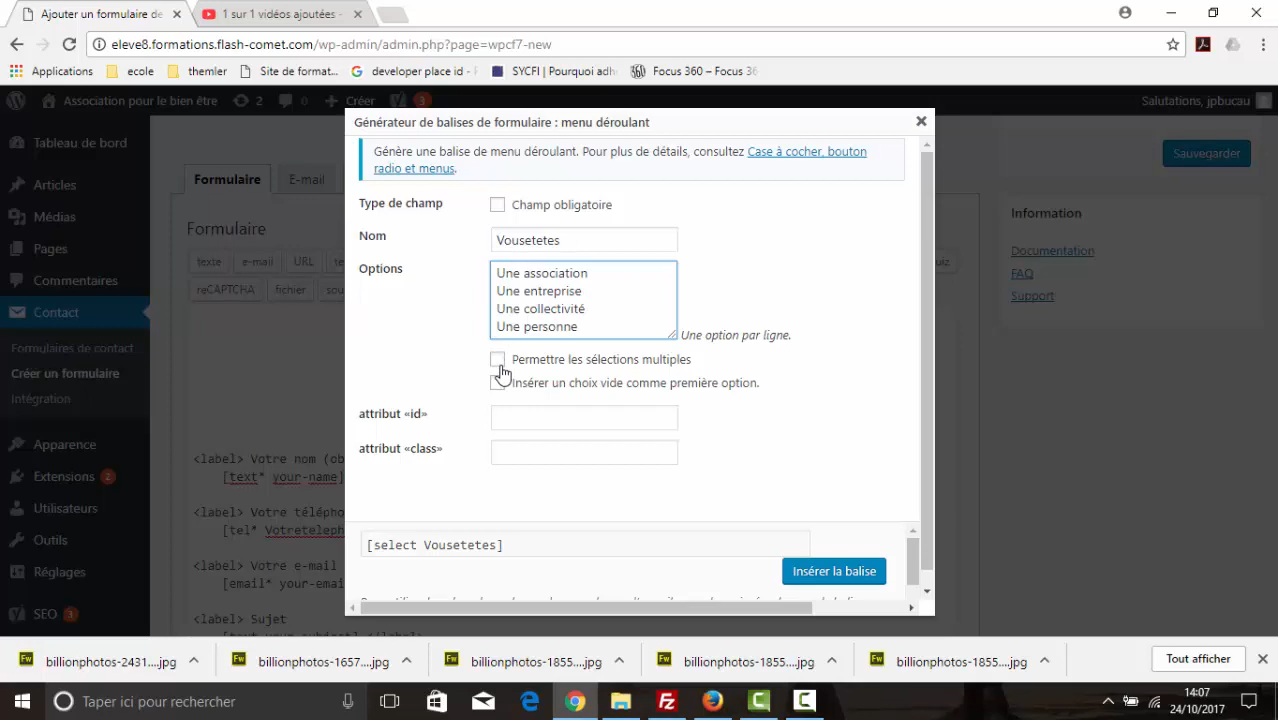 Ajouter un formulaire de
1 sur 1 vidéos ajoutées -
eleve8.formations.flash-comet.com/wp-admin/admin.php?page=wpcf7-new
Applications
ecole
themler
Site de format...
developer place id -
SYCFI | Pourquoi adh
Focus 360 – Focus 36
Association pour le bien être
2
Créer
3
Salutations, jpbucau
Tableau de bord
Articles
Médias
Pages
Commentaires
Contact
Formulaires de contact
Créer un formulaire
Intégration
Apparence
Extensions 2
Utilisateurs
Outils
Réglages
SEO 3
Formulaire
E-mail
Formulaire
texte
e-mail
URL
reCAPTCHA
fichier
<label> Votre nom
[text* your-name]
<label> Votre
[tel*
<label> Votre e-mail
[email*
<label> Sujet
Générateur de balises de formulaire : menu déroulant
Génère une balise de menu déroulant. Pour plus de détails, consultez Case à cocher, bouton
radio et menus.
Type de champ
Champ obligatoire
Nom
Vousetetes
Options
Une association
Une entreprise
Une collectivité
Une personne
Une option par ligne.
Permettre les sélections multiples
Insérer un choix vide comme première option.
attribut «id»
attribut «class»
[select Vousetetes]
Insérer la balise
Sauvegarder
Information
Documentation
FAQ
Support
billionphotos-2431....jpg
billionphotos-1657....jpg
billionphotos-1855....jpg
billionphotos-1855....jpg
billionphotos-1855....jpg
Tout afficher
Taper ici pour rechercher
14:07
24/10/2017